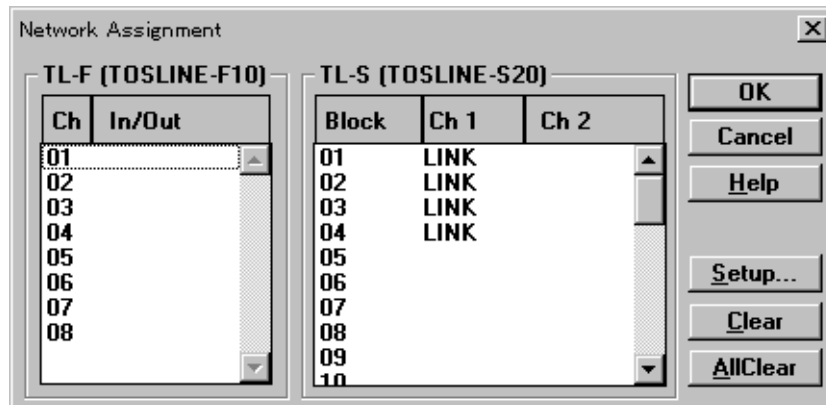 Network Assignment
TL-F (TOSLINE-F10)
Ch In/Out
01
02
03
04
05
06
07
08
TL-S (TOSLINE-S20)
Block Ch 1 Ch 2
01 LINK
02 LINK
03 LINK
04 LINK
05
06
07
08
09
10
OK
Cancel
Help
Setup...
Clear
AllClear